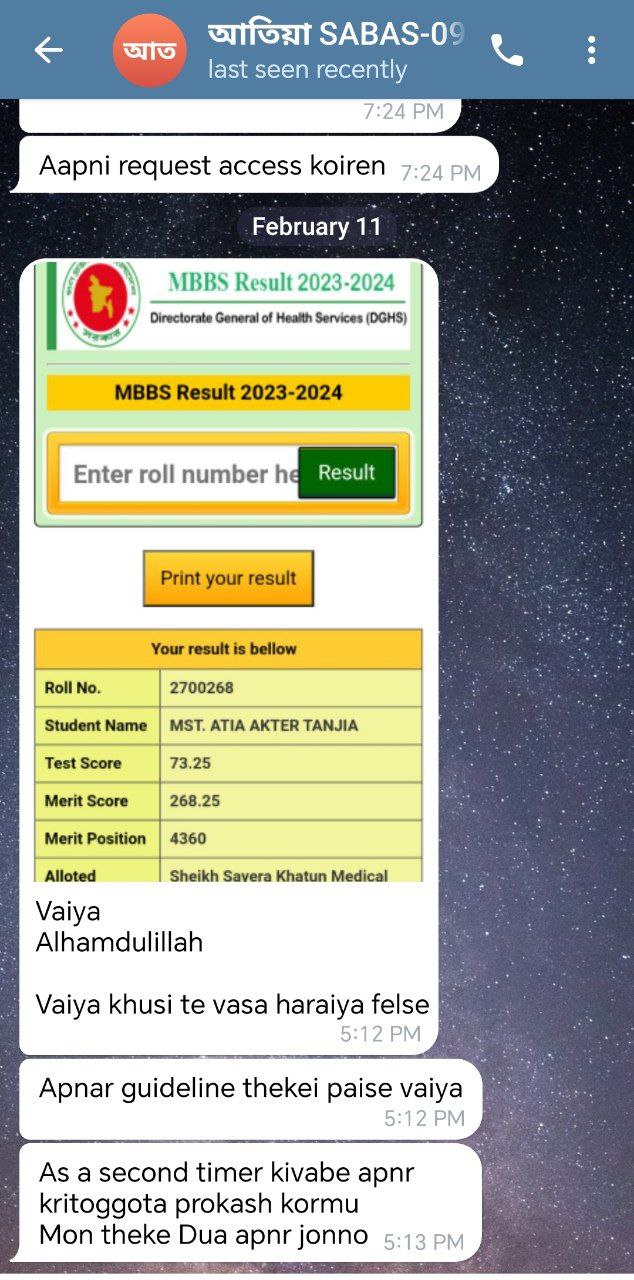 আতিয়া SABAS-09
আত
last seen recently
7:24 PM
Aapni request access koiren 7:24 PM
February 11
MBBS Result 2023-2024
Directorate General of Health Services (DGHS)
MBBS Result 2023-2024
Enter roll number he
Result
Print your result
Your result is bellow
Roll No. 2700268
Student Name MST. ATIA AKTER TANJIA
Test Score 73.25
Merit Score 268.25
Merit Position 4360
Alloted Sheikh Sayera Khatun Medical
Vaiya
Alhamdulillah
Vaiya khusi te vasa haraiya felse
5:12 PM
Apnar guideline thekei paise vaiya
5:12 PM
As a second timer kivabe apnr
kritoggota prokash kormu
Mon theke Dua apnr jonno 5:13 PM